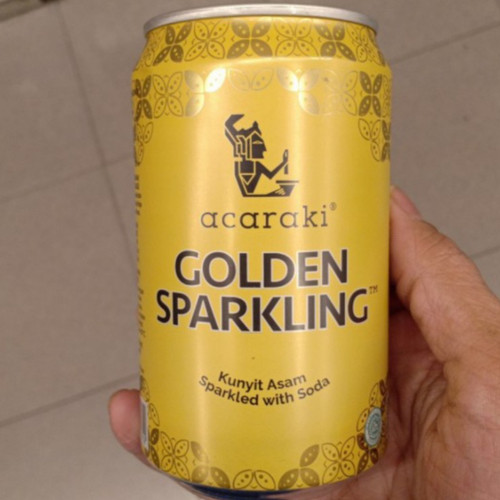 acaraki®
GOLDEN
SPARKLING™
Kunyit Asam
Sparkled with Soda